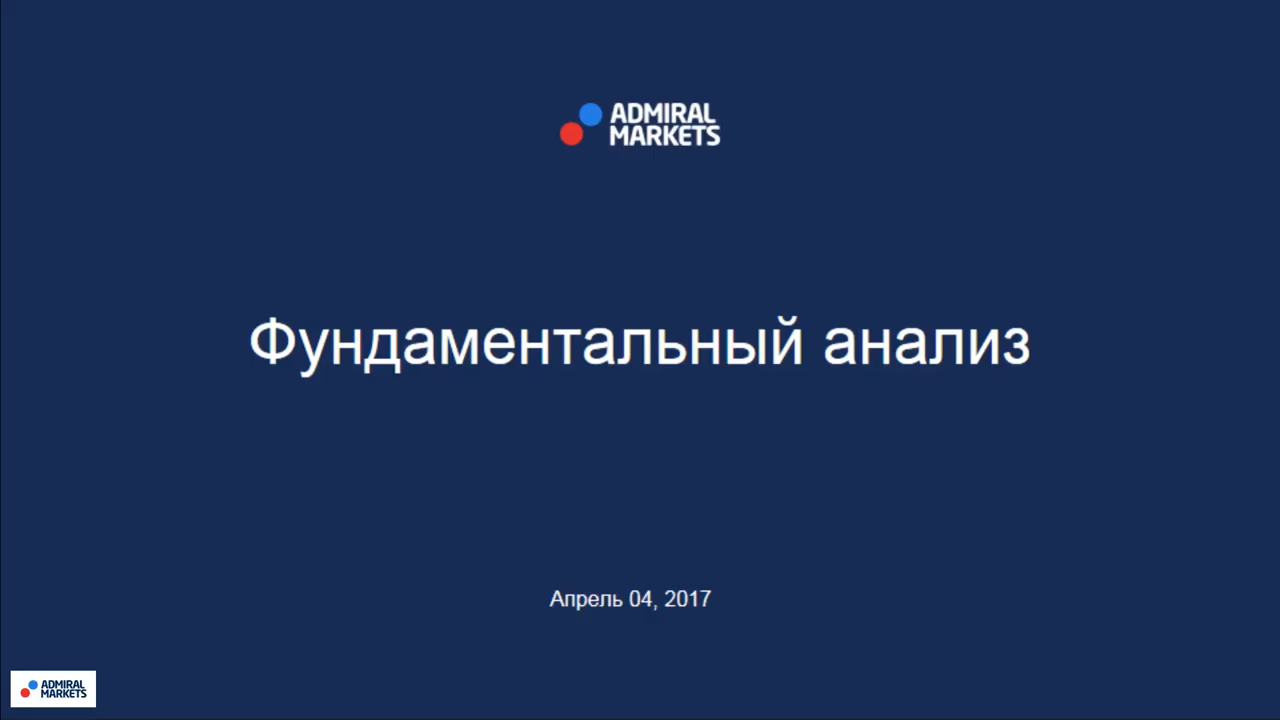 ADMIRAL
MARKETS
Фундаментальный анализ
Апрель 04, 2017
ADMIRAL
MARKETS